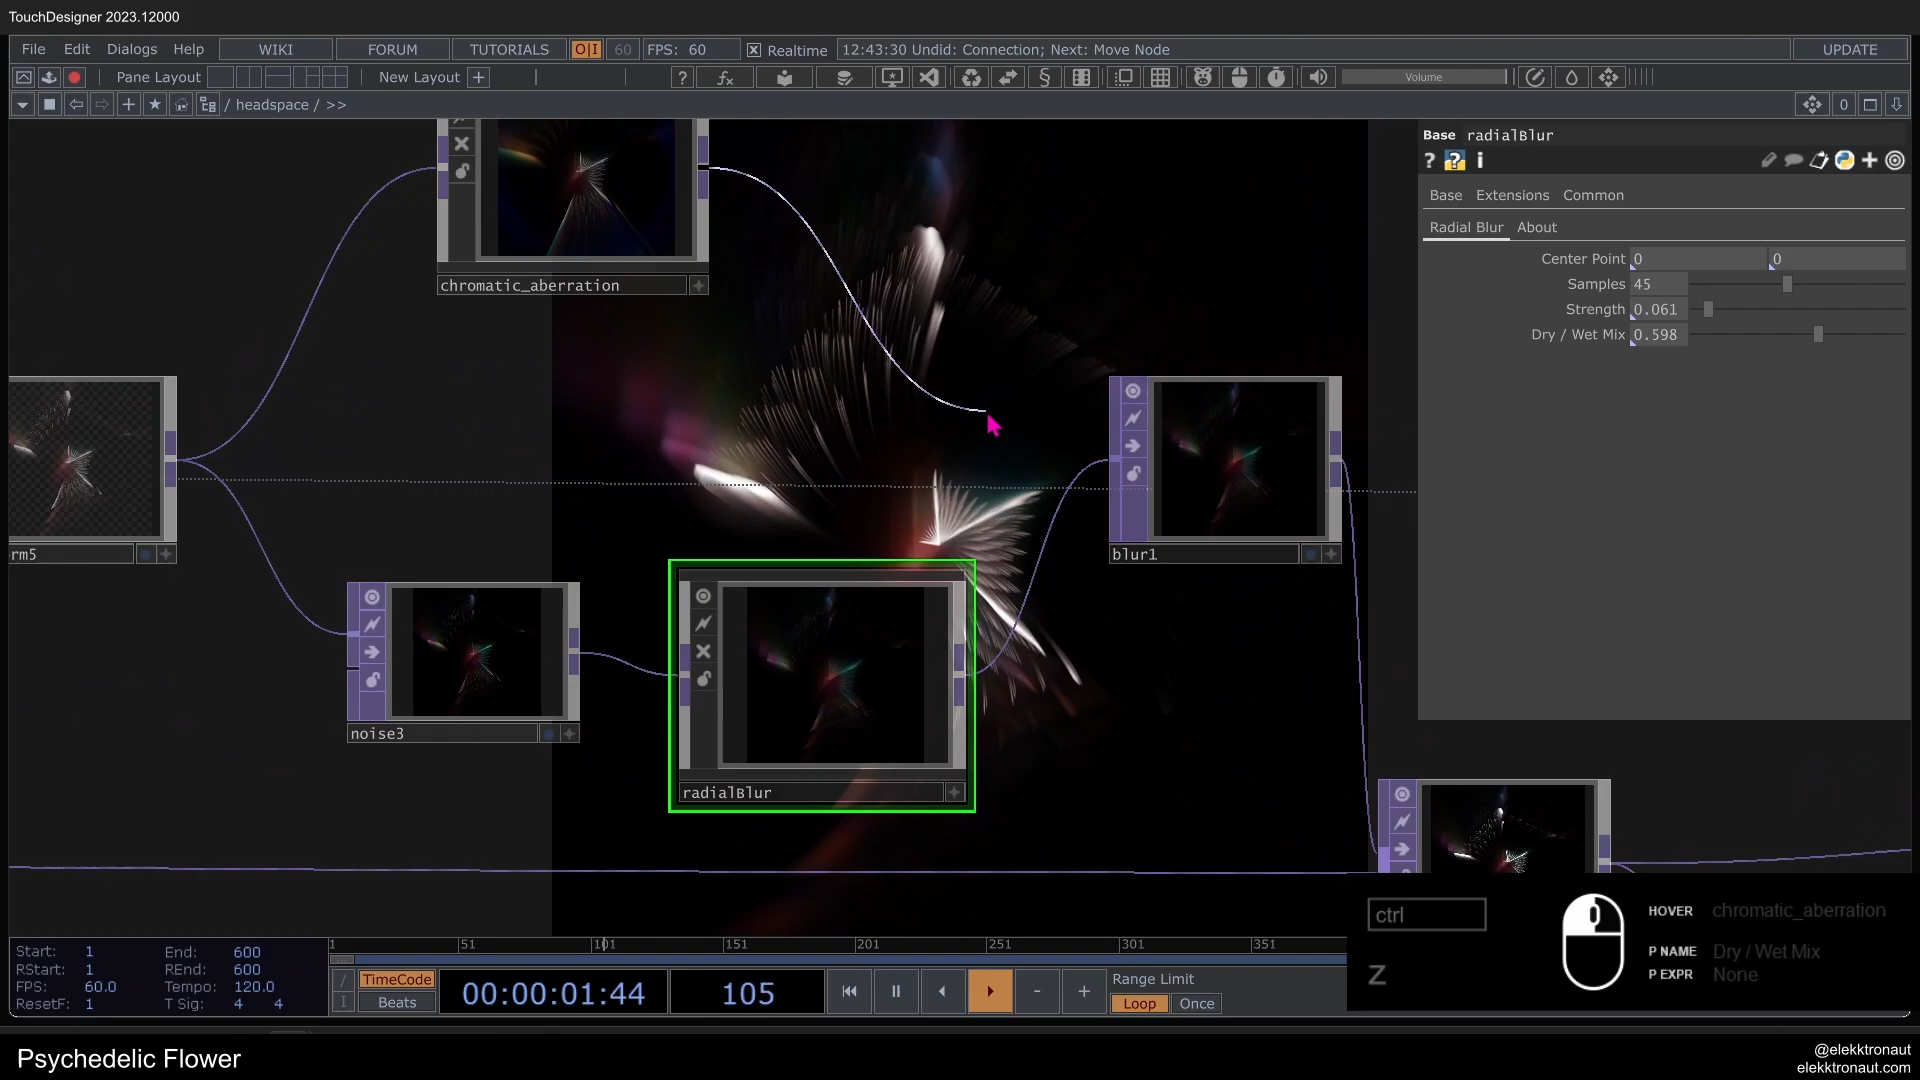 TouchDesigner 2023.12000
File Edit Dialogs Help WIKI FORUM TUTORIALS O|I 60 FPS: 60 Realtime 12:43:30 Undid: Connection; Next: Move Node UPDATE
Pane Layout New Layout + ? fx § Volume
/ headspace / >> 0
Base radialBlur
? ? i
Base Extensions Common
Radial Blur About
Center Point 0 0
Samples 45
Strength 0.061
Dry / Wet Mix 0.598
chromatic_aberration
rm5
blur1
noise3
radialBlur
ctrl
Z
HOVER chromatic_aberration
P NAME Dry / Wet Mix
P EXPR None
1 51 101 151 201 251 301 351
Start: 1 End: 600
RStart: 1 REnd: 600
FPS: 60.0 Tempo: 120.0
ResetF: 1 T Sig: 4 4
/ TimeCode
I Beats
00:00:01:44 105
- +
Range Limit
Loop Once
Psychedelic Flower
@elekktronaut
elekktronaut.com